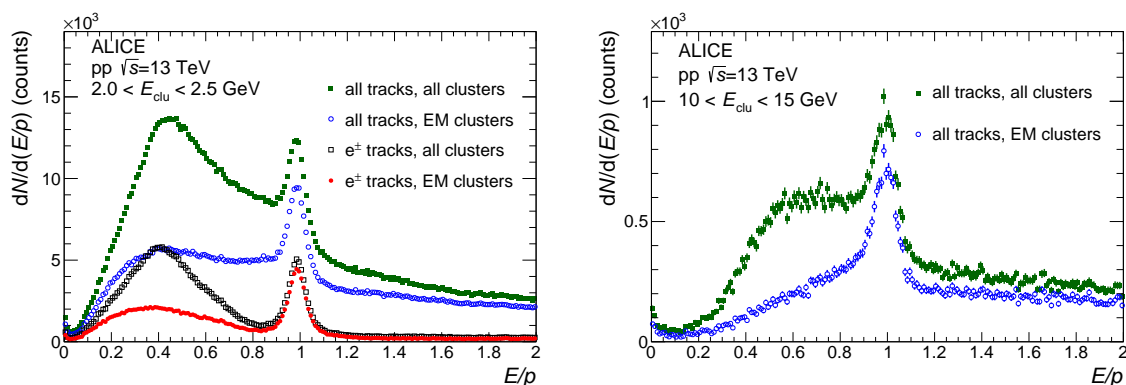 ×10³
ALICE
pp √s=13 TeV
2.0 < E_clu < 2.5 GeV
all tracks, all clusters
all tracks, EM clusters
e± tracks, all clusters
e± tracks, EM clusters
dN/d(E/p) (counts)
15
10
5
0
0 0.2 0.4 0.6 0.8 1 1.2 1.4 1.6 1.8 2
E/p
×10³
ALICE
pp √s=13 TeV
10 < E_clu < 15 GeV
all tracks, all clusters
all tracks, EM clusters
dN/d(E/p) (counts)
1
0.5
0
0 0.2 0.4 0.6 0.8 1 1.2 1.4 1.6 1.8 2
E/p